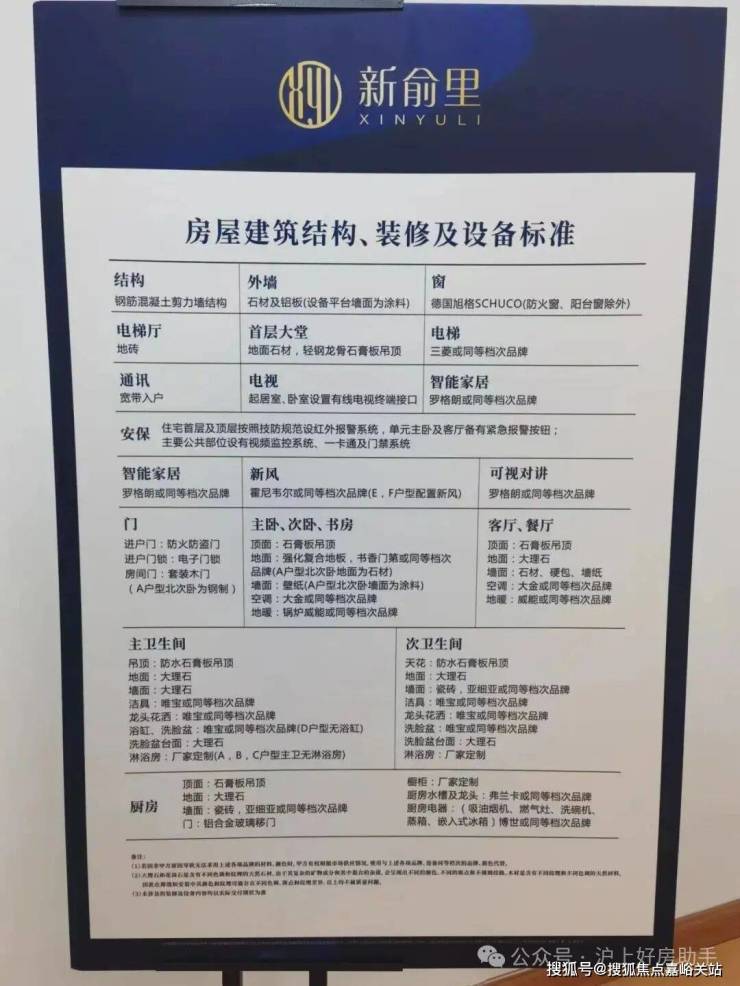 新俞里
XINYULI
房屋建筑结构、装修及设备标准
结构
钢筋混凝土剪力墙结构
外墙
石材及铝板(设备平台墙面为涂料)
窗
德国旭格SCHUCO(防火窗、阳台窗除外)
电梯厅
地砖
首层大堂
地面石材，轻钢龙骨石膏板吊顶
电梯
三菱或同等档次品牌
通讯
宽带入户
电视
起居室、卧室设置有线电视终端接口
智能家居
罗格朗或同等档次品牌
安保
住宅首层及顶层按照技防规范设红外报警系统，单元主卧及客厅备有紧急报警按钮；
主要公共部位设有视频监控系统、一卡通及门禁系统
智能家居
罗格朗或同等档次品牌
新风
霍尼韦尔或同等档次品牌(E，F户型配置新风)
可视对讲
罗格朗或同等档次品牌
门
进户门：防火防盗门
进户门锁：电子门锁
房间门：套装木门
（A户型北次卧为钢制）
主卧、次卧、书房
顶面：石膏板吊顶
地面：强化复合地板，书香门第或同等档次
品牌(A户型北次卧地面为石材)
墙面：壁纸(A户型北次卧墙面为涂料)
空调：大金或同等档次品牌
地暖：锅炉威能或同等档次品牌
客厅、餐厅
顶面：石膏板吊顶
地面：大理石
墙面：石材、硬包、墙纸
空调：大金或同等档次品牌
地暖：威能或同等档次品牌
主卫生间
吊顶：防水石膏板吊顶
地面：大理石
墙面：大理石
洁具：唯宝或同等档次品牌
龙头花洒：唯宝或同等档次品牌
浴缸、洗脸盆：唯宝或同等档次品牌(D户型无浴缸)
洗脸盆台面：大理石
淋浴房：厂家定制(A，B，C户型主卫无淋浴房)
次卫生间
天花：防水石膏板吊顶
地面：大理石
墙面：瓷砖，亚细亚或同等档次品牌
洁具：唯宝或同等档次品牌
龙头花洒：唯宝或同等档次品牌
洗脸盆：唯宝或同等档次品牌
洗脸盆台面：大理石
淋浴房：厂家定制
厨房
顶面：石膏板吊顶
地面：大理石
墙面：瓷砖，亚细亚或同等档次品牌
门：铝合金玻璃移门
橱柜：厂家定制
厨房水槽及龙头：弗兰卡或同等档次品牌
厨房电器：（吸油烟机、燃气灶、洗碗机、
蒸箱、嵌入式冰箱）博世或同等档次品牌
备注：
公众号·沪上好房助手
搜狐号@搜狐焦点嘉峪关站